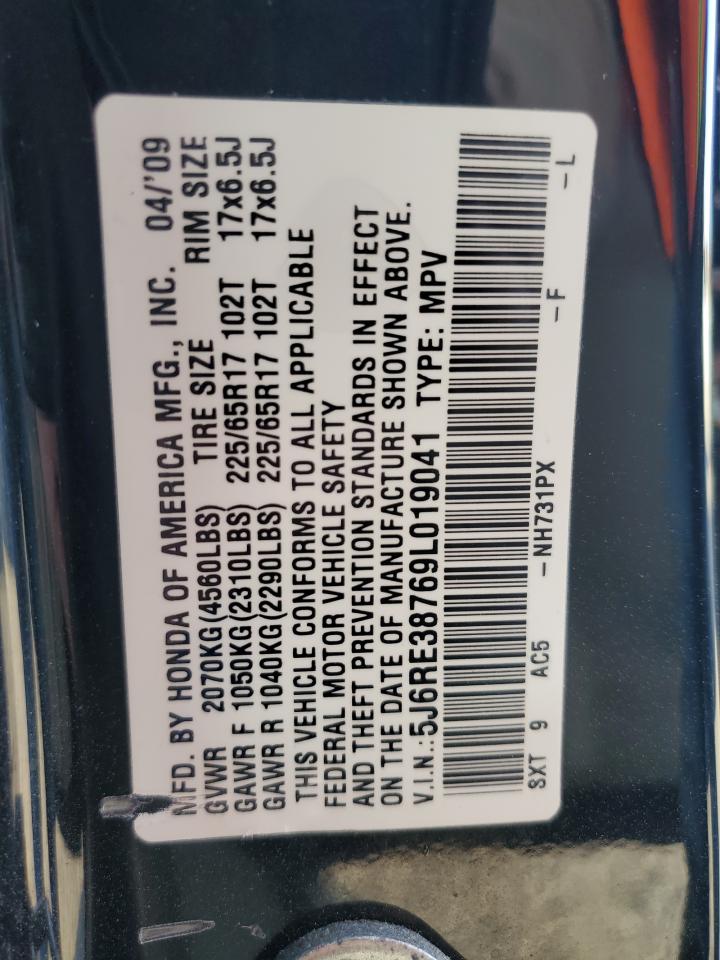 MFD. BY HONDA OF AMERICA MFG., INC. 04/'09
GVWR 2070KG(4560LBS) TIRE SIZE RIM SIZE
GAWR F 1050KG(2310LBS) 225/65R17 102T 17x6.5J
GAWR R 1040KG(2290LBS) 225/65R17 102T 17x6.5J
THIS VEHICLE CONFORMS TO ALL APPLICABLE
FEDERAL MOTOR VEHICLE SAFETY
AND THEFT PREVENTION STANDARDS IN EFFECT
ON THE DATE OF MANUFACTURE SHOWN ABOVE.
V.I.N.:5J6RE38769L019041 TYPE: MPV
SXT 9 AC5 -NH731PX -F -L